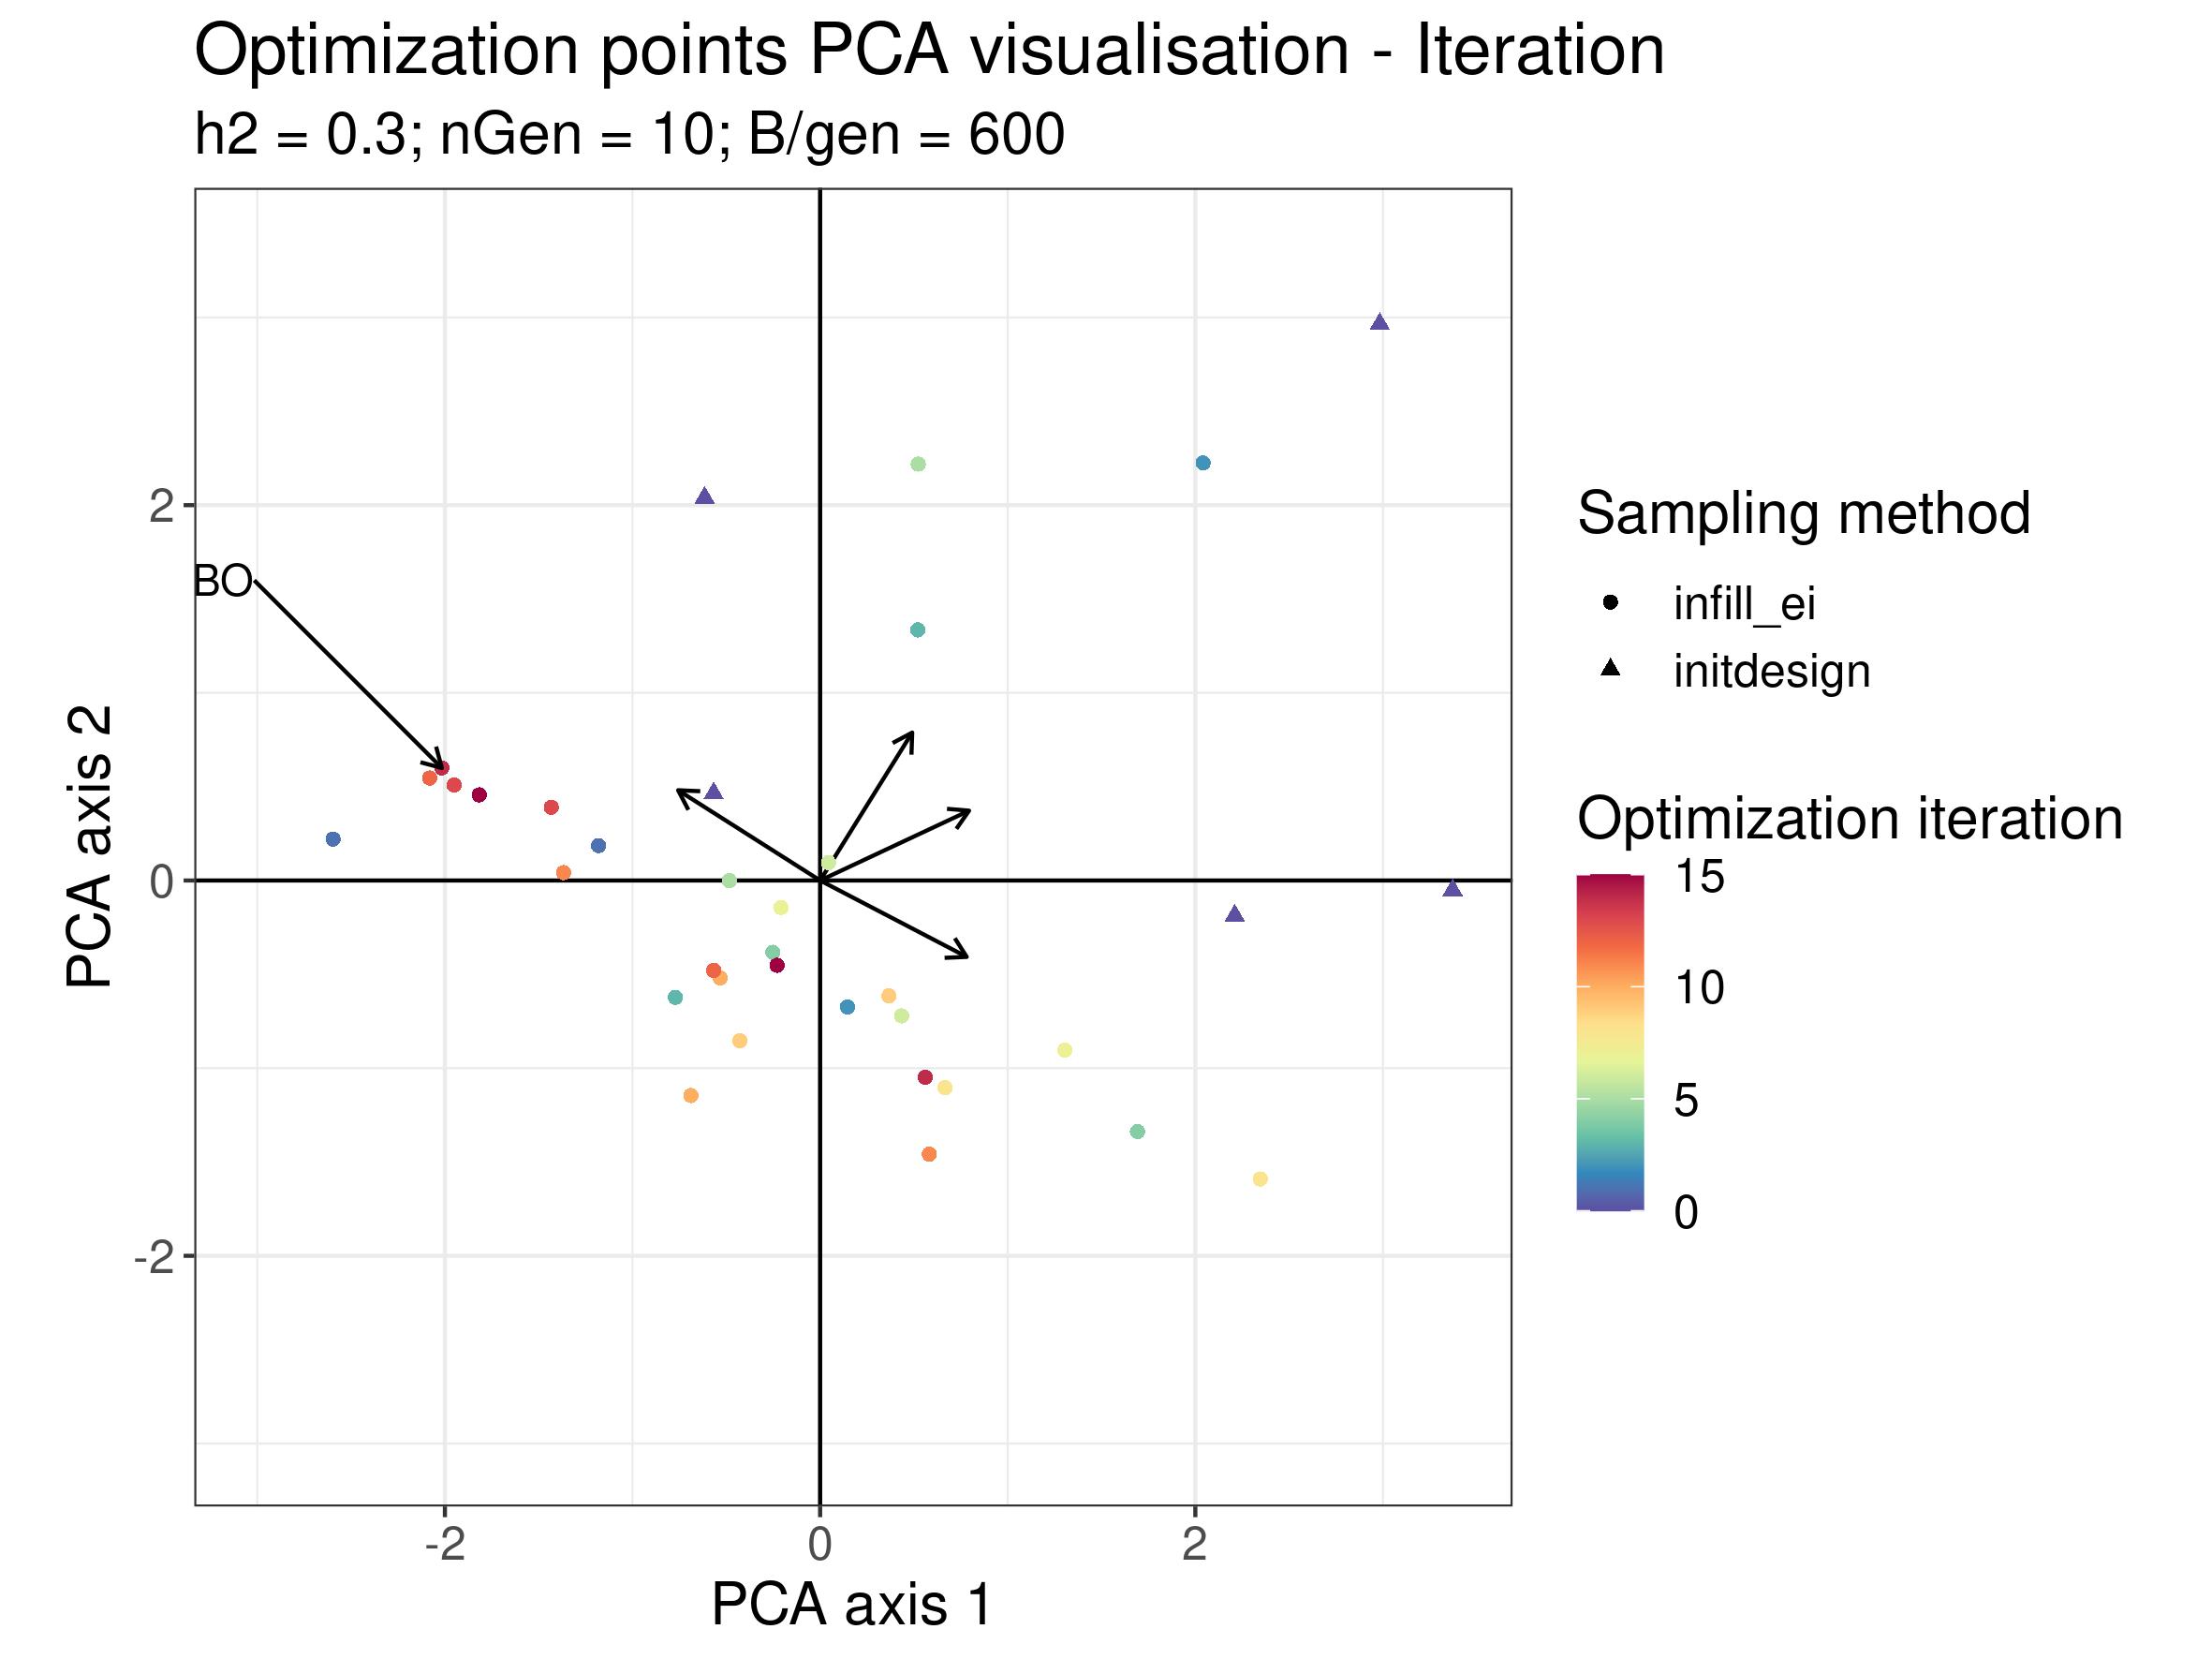 Optimization points PCA visualisation - Iteration
h2 = 0.3; nGen = 10; B/gen = 600
PCA axis 2
2
0
-2
BO
-2
0
2
PCA axis 1
Sampling method
infill_ei
initdesign
Optimization iteration
15
10
5
0